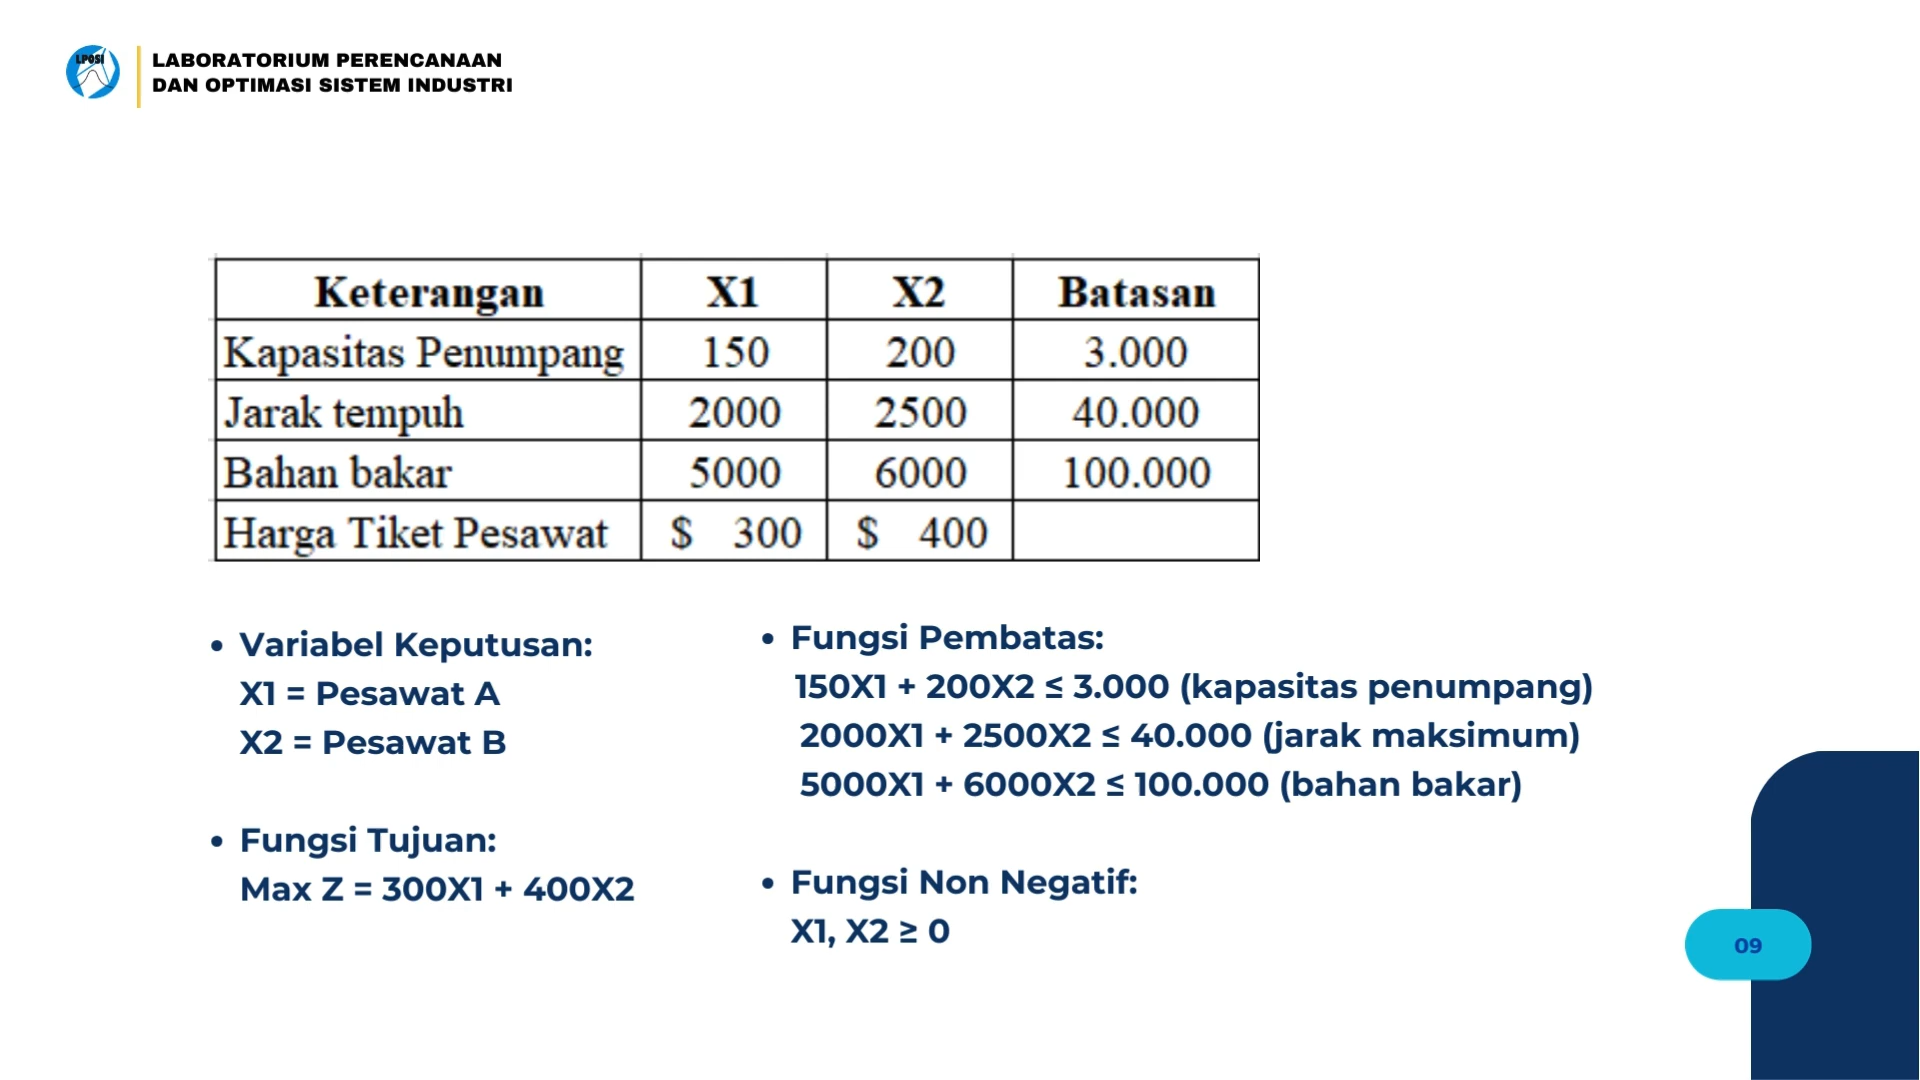 LPOSI
LABORATORIUM PERENCANAAN
DAN OPTIMASI SISTEM INDUSTRI
Keterangan X1 X2 Batasan
Kapasitas Penumpang 150 200 3.000
Jarak tempuh 2000 2500 40.000
Bahan bakar 5000 6000 100.000
Harga Tiket Pesawat $ 300 $ 400
• Variabel Keputusan:
X1 = Pesawat A
X2 = Pesawat B
• Fungsi Tujuan:
Max Z = 300X1 + 400X2
• Fungsi Pembatas:
150X1 + 200X2 ≤ 3.000 (kapasitas penumpang)
2000X1 + 2500X2 ≤ 40.000 (jarak maksimum)
5000X1 + 6000X2 ≤ 100.000 (bahan bakar)
• Fungsi Non Negatif:
X1, X2 ≥ 0
09